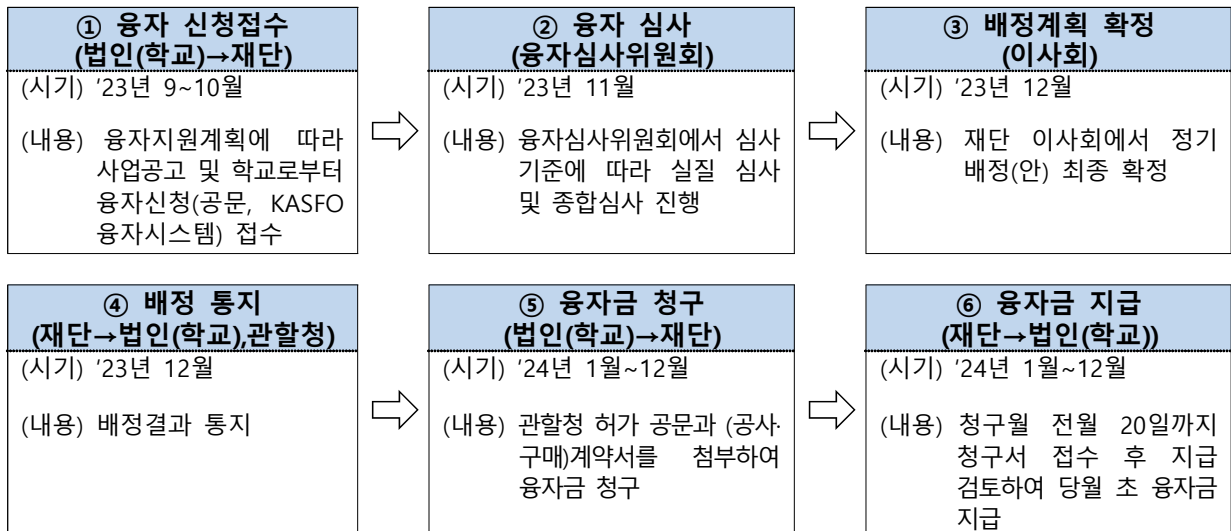 ① 융자 신청접수
(법인(학교)→재단)
(시기) '23년 9~10월
(내용) 융자지원계획에 따라
사업공고 및 학교로부터
융자신청(공문, KASFO
융자시스템) 접수
② 융자 심사
(융자심사위원회)
(시기) '23년 11월
(내용) 융자심사위원회에서 심사
기준에 따라 실질 심사
및 종합심사 진행
③ 배정계획 확정
(이사회)
(시기) '23년 12월
(내용) 재단 이사회에서 정기
배정(안) 최종 확정
④ 배정 통지
(재단→법인(학교),관할청)
(시기) '23년 12월
(내용) 배정결과 통지
⑤ 융자금 청구
(법인(학교)→재단)
(시기) '24년 1월~12월
(내용) 관할청 허가 공문과 (공사·
구매)계약서를 첨부하여
융자금 청구
⑥ 융자금 지급
(재단→법인(학교))
(시기) '24년 1월~12월
(내용) 청구월 전월 20일까지
청구서 접수 후 지급
검토하여 당월 초 융자금
지급